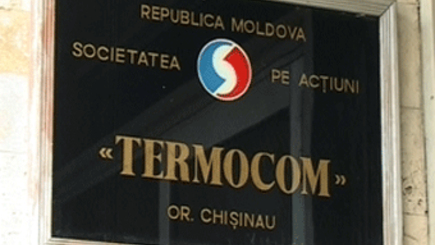 REPUBLICA MOLDOVA
SOCIETATEA PE ACȚIUNI
«TERMOCOM»
OR. CHIȘINAU